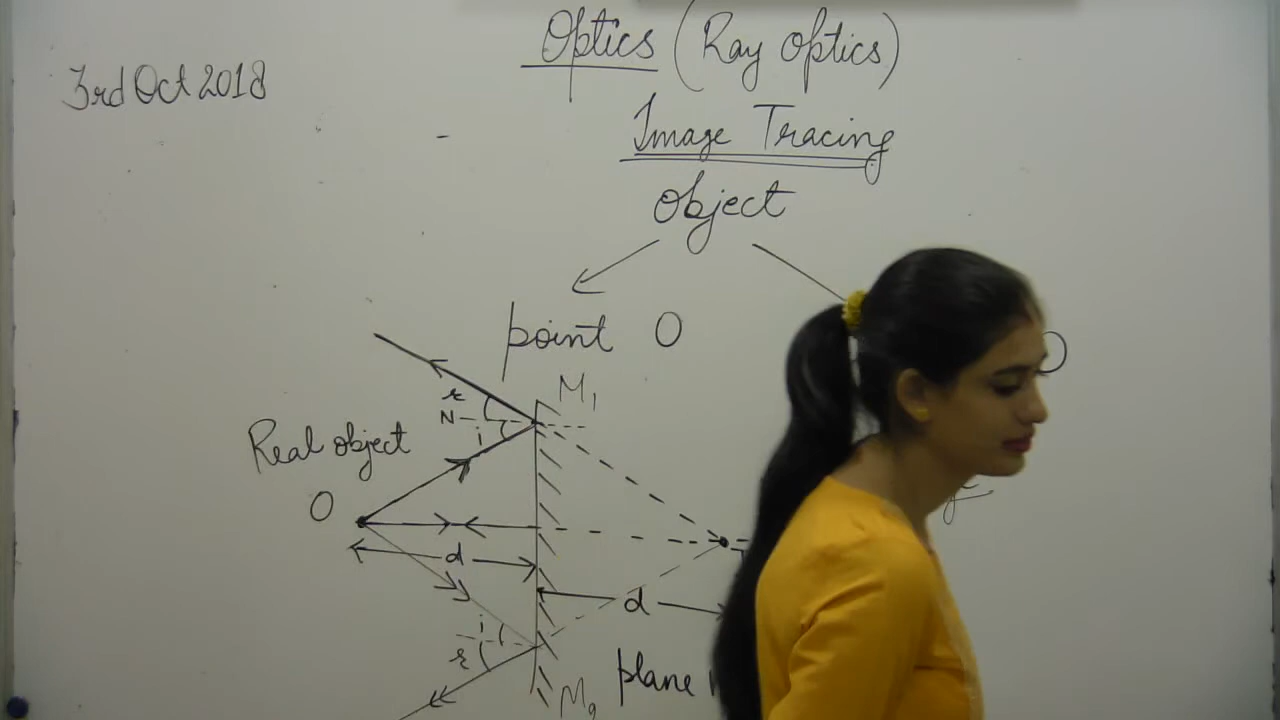 Optics (Ray Optics)
3rd Oct 2018
Image Tracing
Object
point O
M1
r
N
i
Real object
O
d
d
i
r
plane
M2